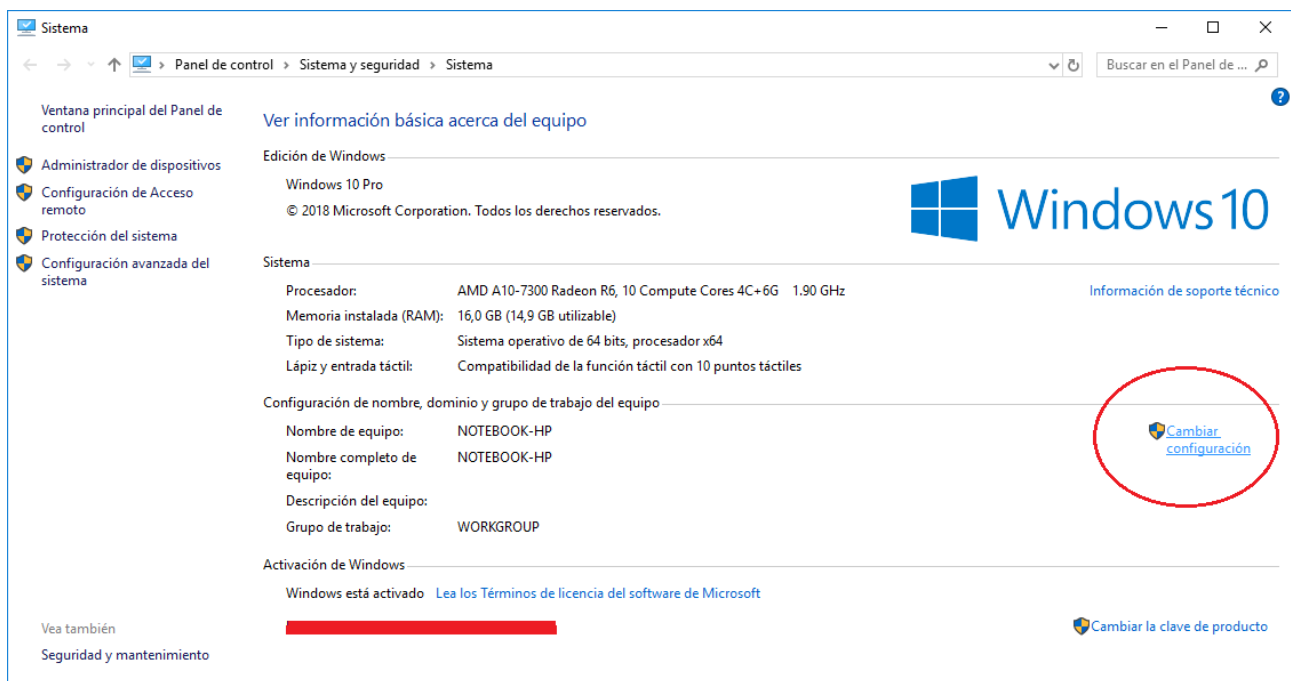 Sistema
Panel de control > Sistema y seguridad > Sistema
Buscar en el Panel de ...
Ventana principal del Panel de
control
Administrador de dispositivos
Configuración de Acceso
remoto
Protección del sistema
Configuración avanzada del
sistema
Ver información básica acerca del equipo
Edición de Windows
Windows 10 Pro
© 2018 Microsoft Corporation. Todos los derechos reservados.
Windows 10
Sistema
Procesador: AMD A10-7300 Radeon R6, 10 Compute Cores 4C+6G 1.90 GHz
Información de soporte técnico
Memoria instalada (RAM): 16,0 GB (14,9 GB utilizable)
Tipo de sistema: Sistema operativo de 64 bits, procesador x64
Lápiz y entrada táctil: Compatibilidad de la función táctil con 10 puntos táctiles
Configuración de nombre, dominio y grupo de trabajo del equipo
Nombre de equipo: NOTEBOOK-HP
Cambiar
configuración
Nombre completo de NOTEBOOK-HP
equipo:
Descripción del equipo:
Grupo de trabajo: WORKGROUP
Activación de Windows
Windows está activado Lea los Términos de licencia del software de Microsoft
Cambiar la clave de producto
Vea también
Seguridad y mantenimiento